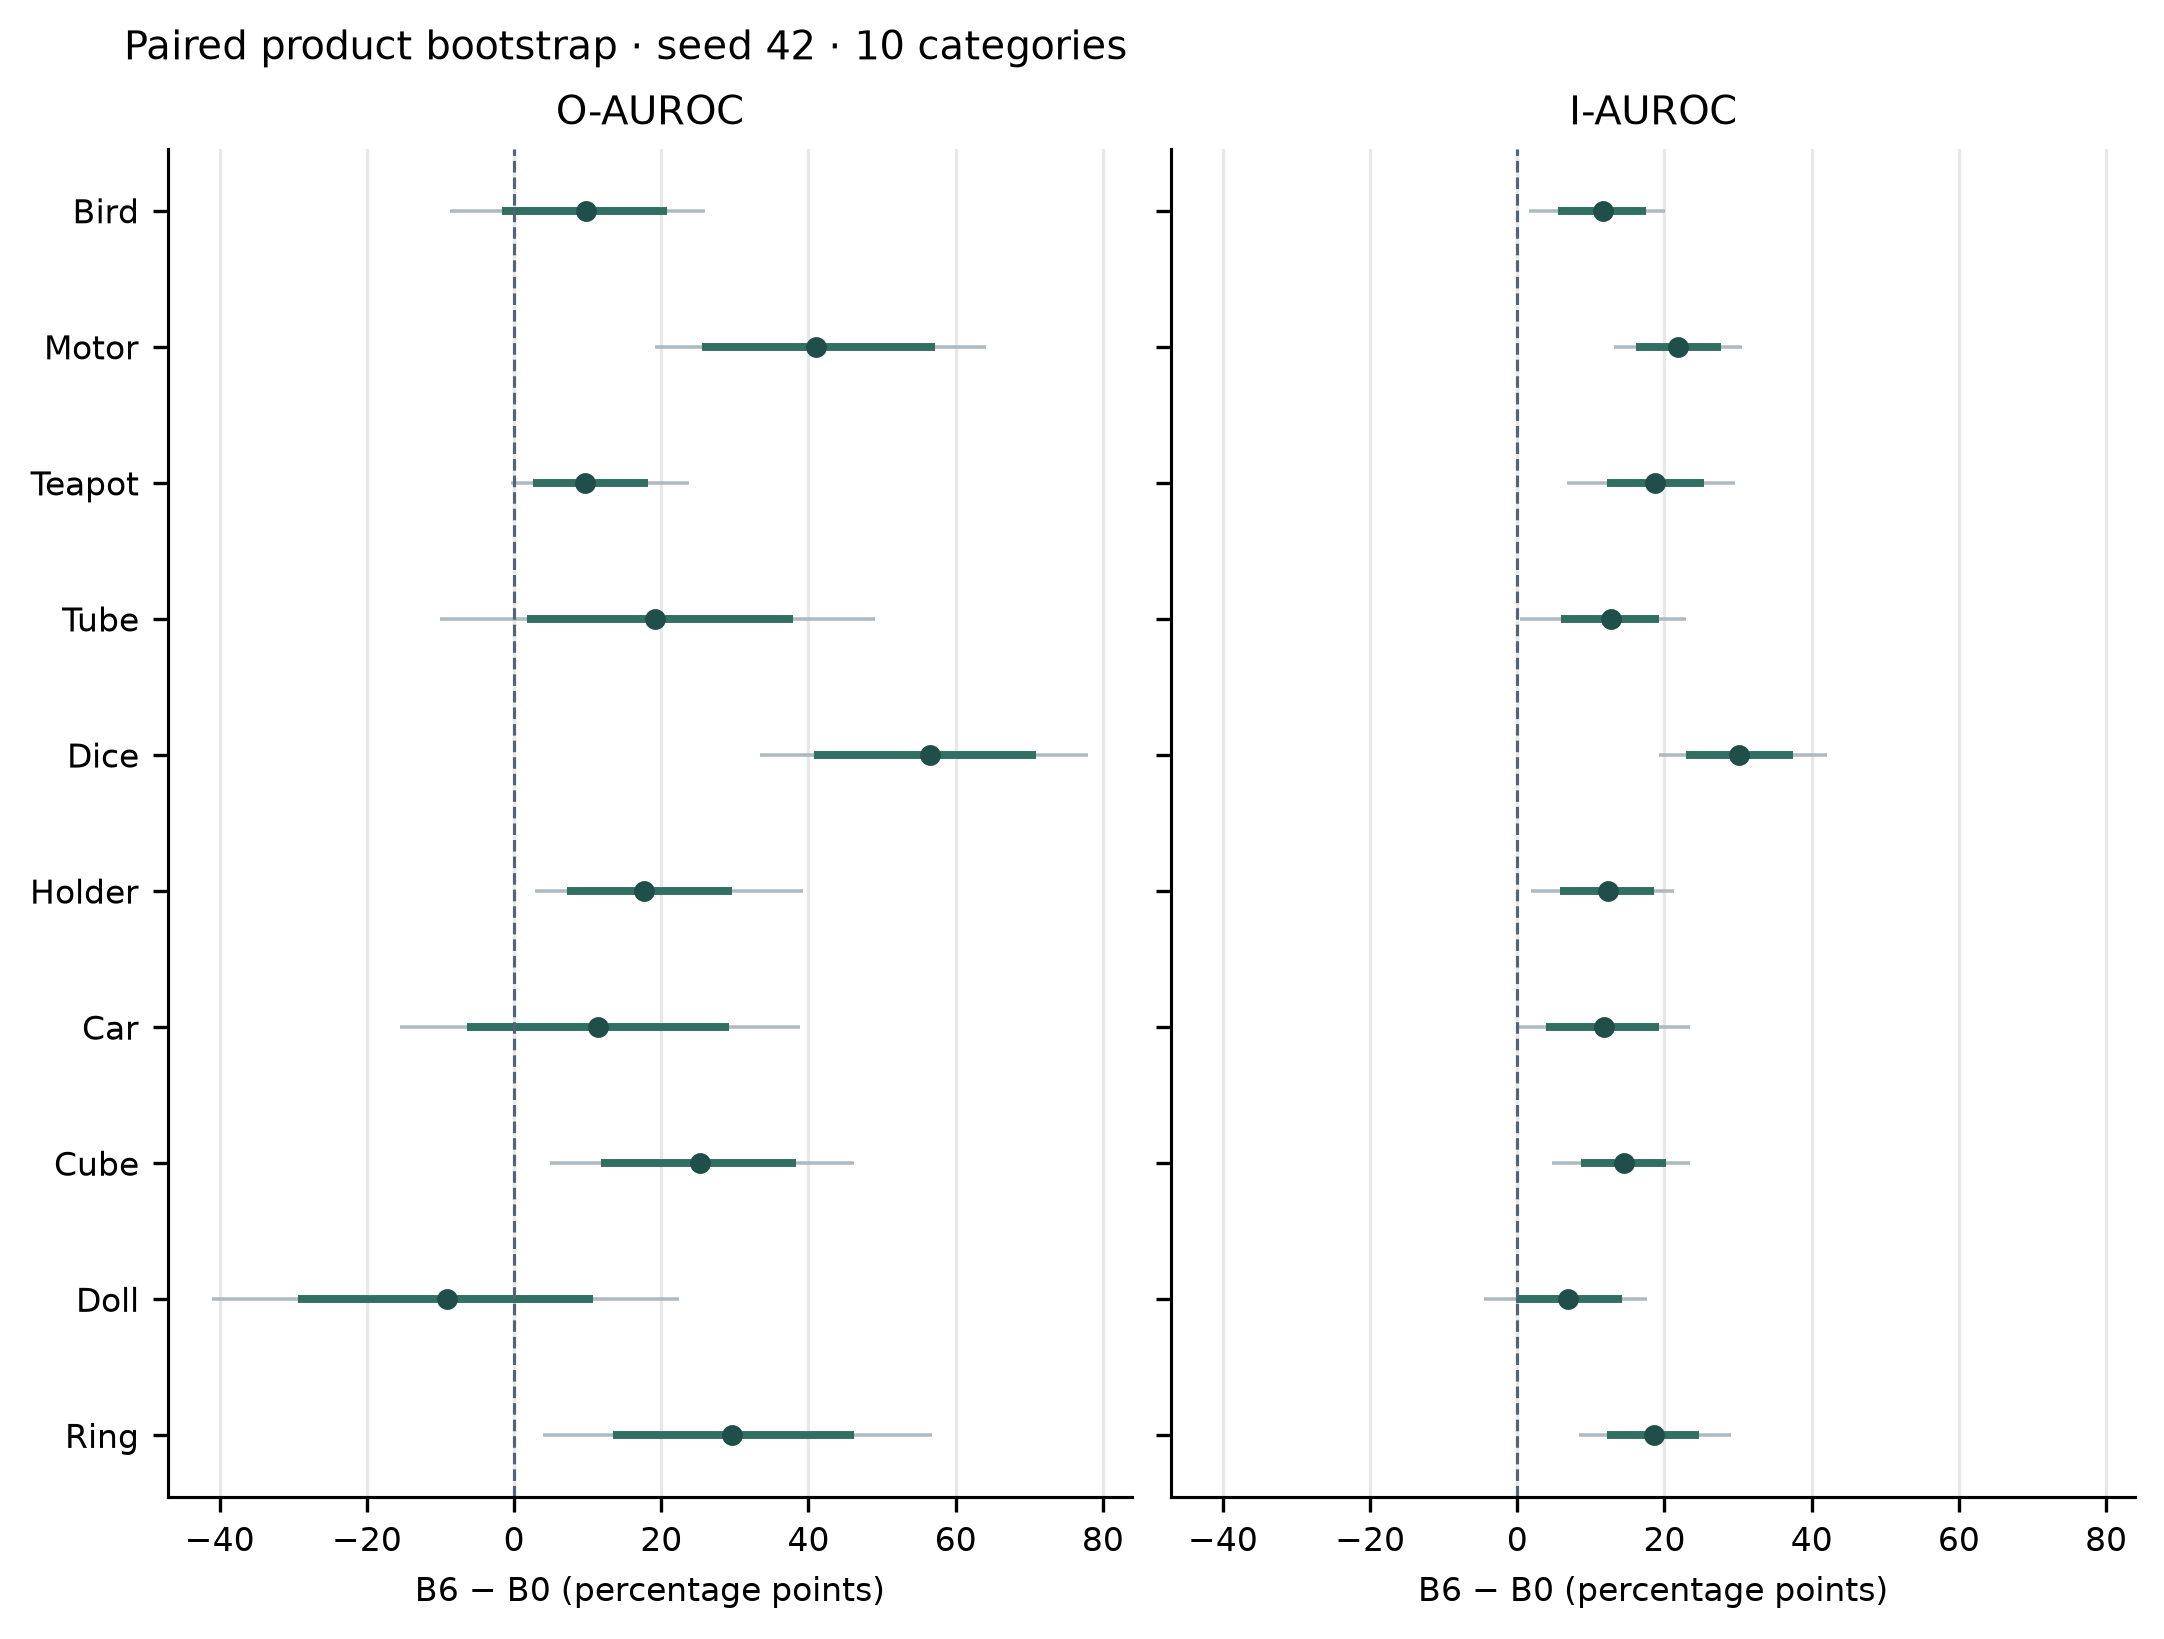 Paired product bootstrap · seed 42 · 10 categories
O-AUROC
I-AUROC
Bird
Motor
Teapot
Tube
Dice
Holder
Car
Cube
Doll
Ring
−40 −20 0 20 40 60 80
−40 −20 0 20 40 60 80
B6 − B0 (percentage points)
B6 − B0 (percentage points)